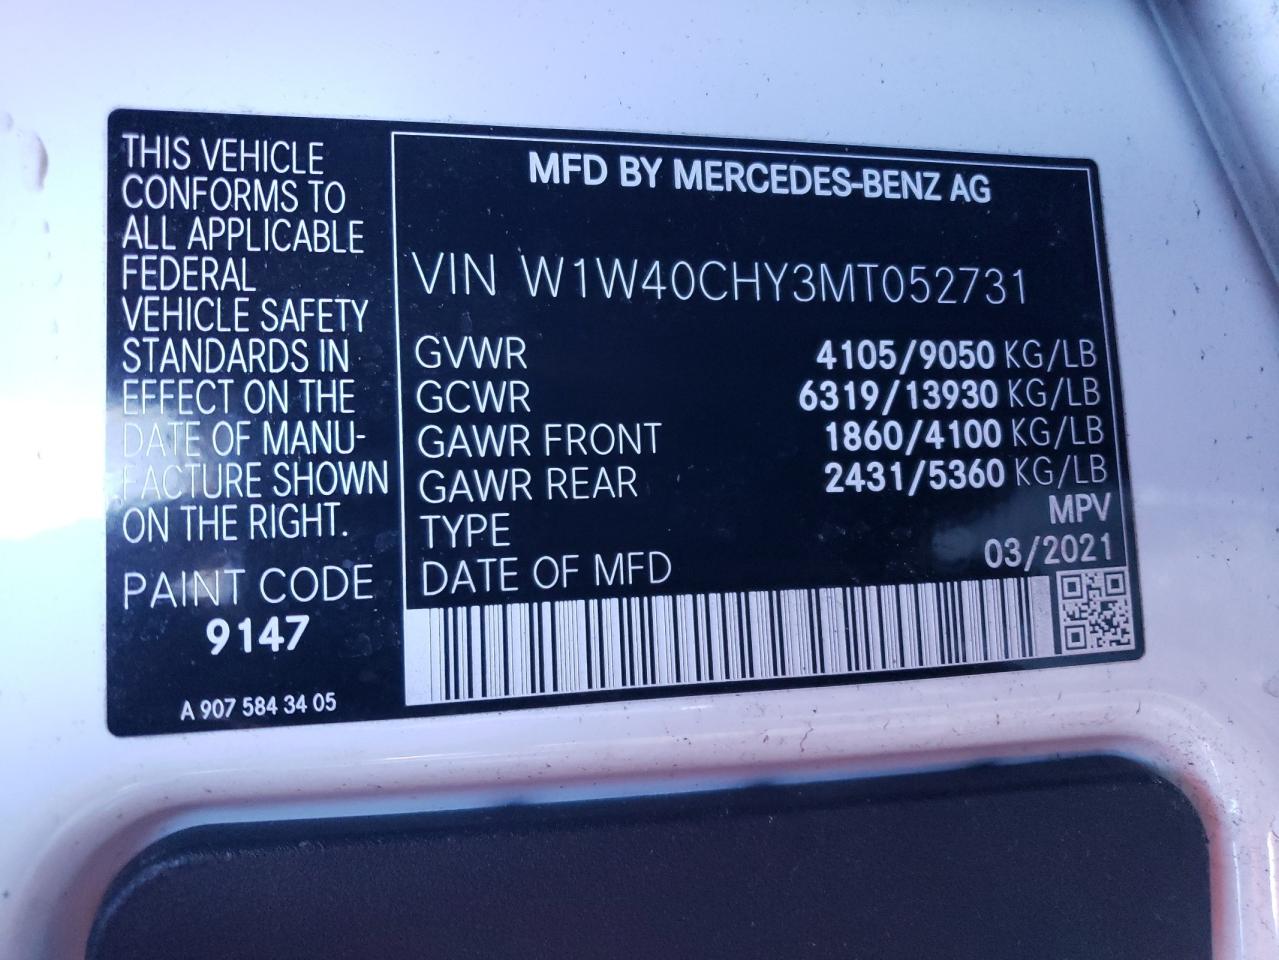 THIS VEHICLE
CONFORMS TO
ALL APPLICABLE
FEDERAL
VEHICLE SAFETY
STANDARDS IN
EFFECT ON THE
DATE OF MANU-
FACTURE SHOWN
ON THE RIGHT.
PAINT CODE
9147
A 907 584 34 05
MFD BY MERCEDES-BENZ AG
VIN W1W40CHY3MT052731
GVWR 4105/9050 KG/LB
GCWR 6319/13930 KG/LB
GAWR FRONT 1860/4100 KG/LB
GAWR REAR 2431/5360 KG/LB
TYPE MPV
DATE OF MFD 03/2021